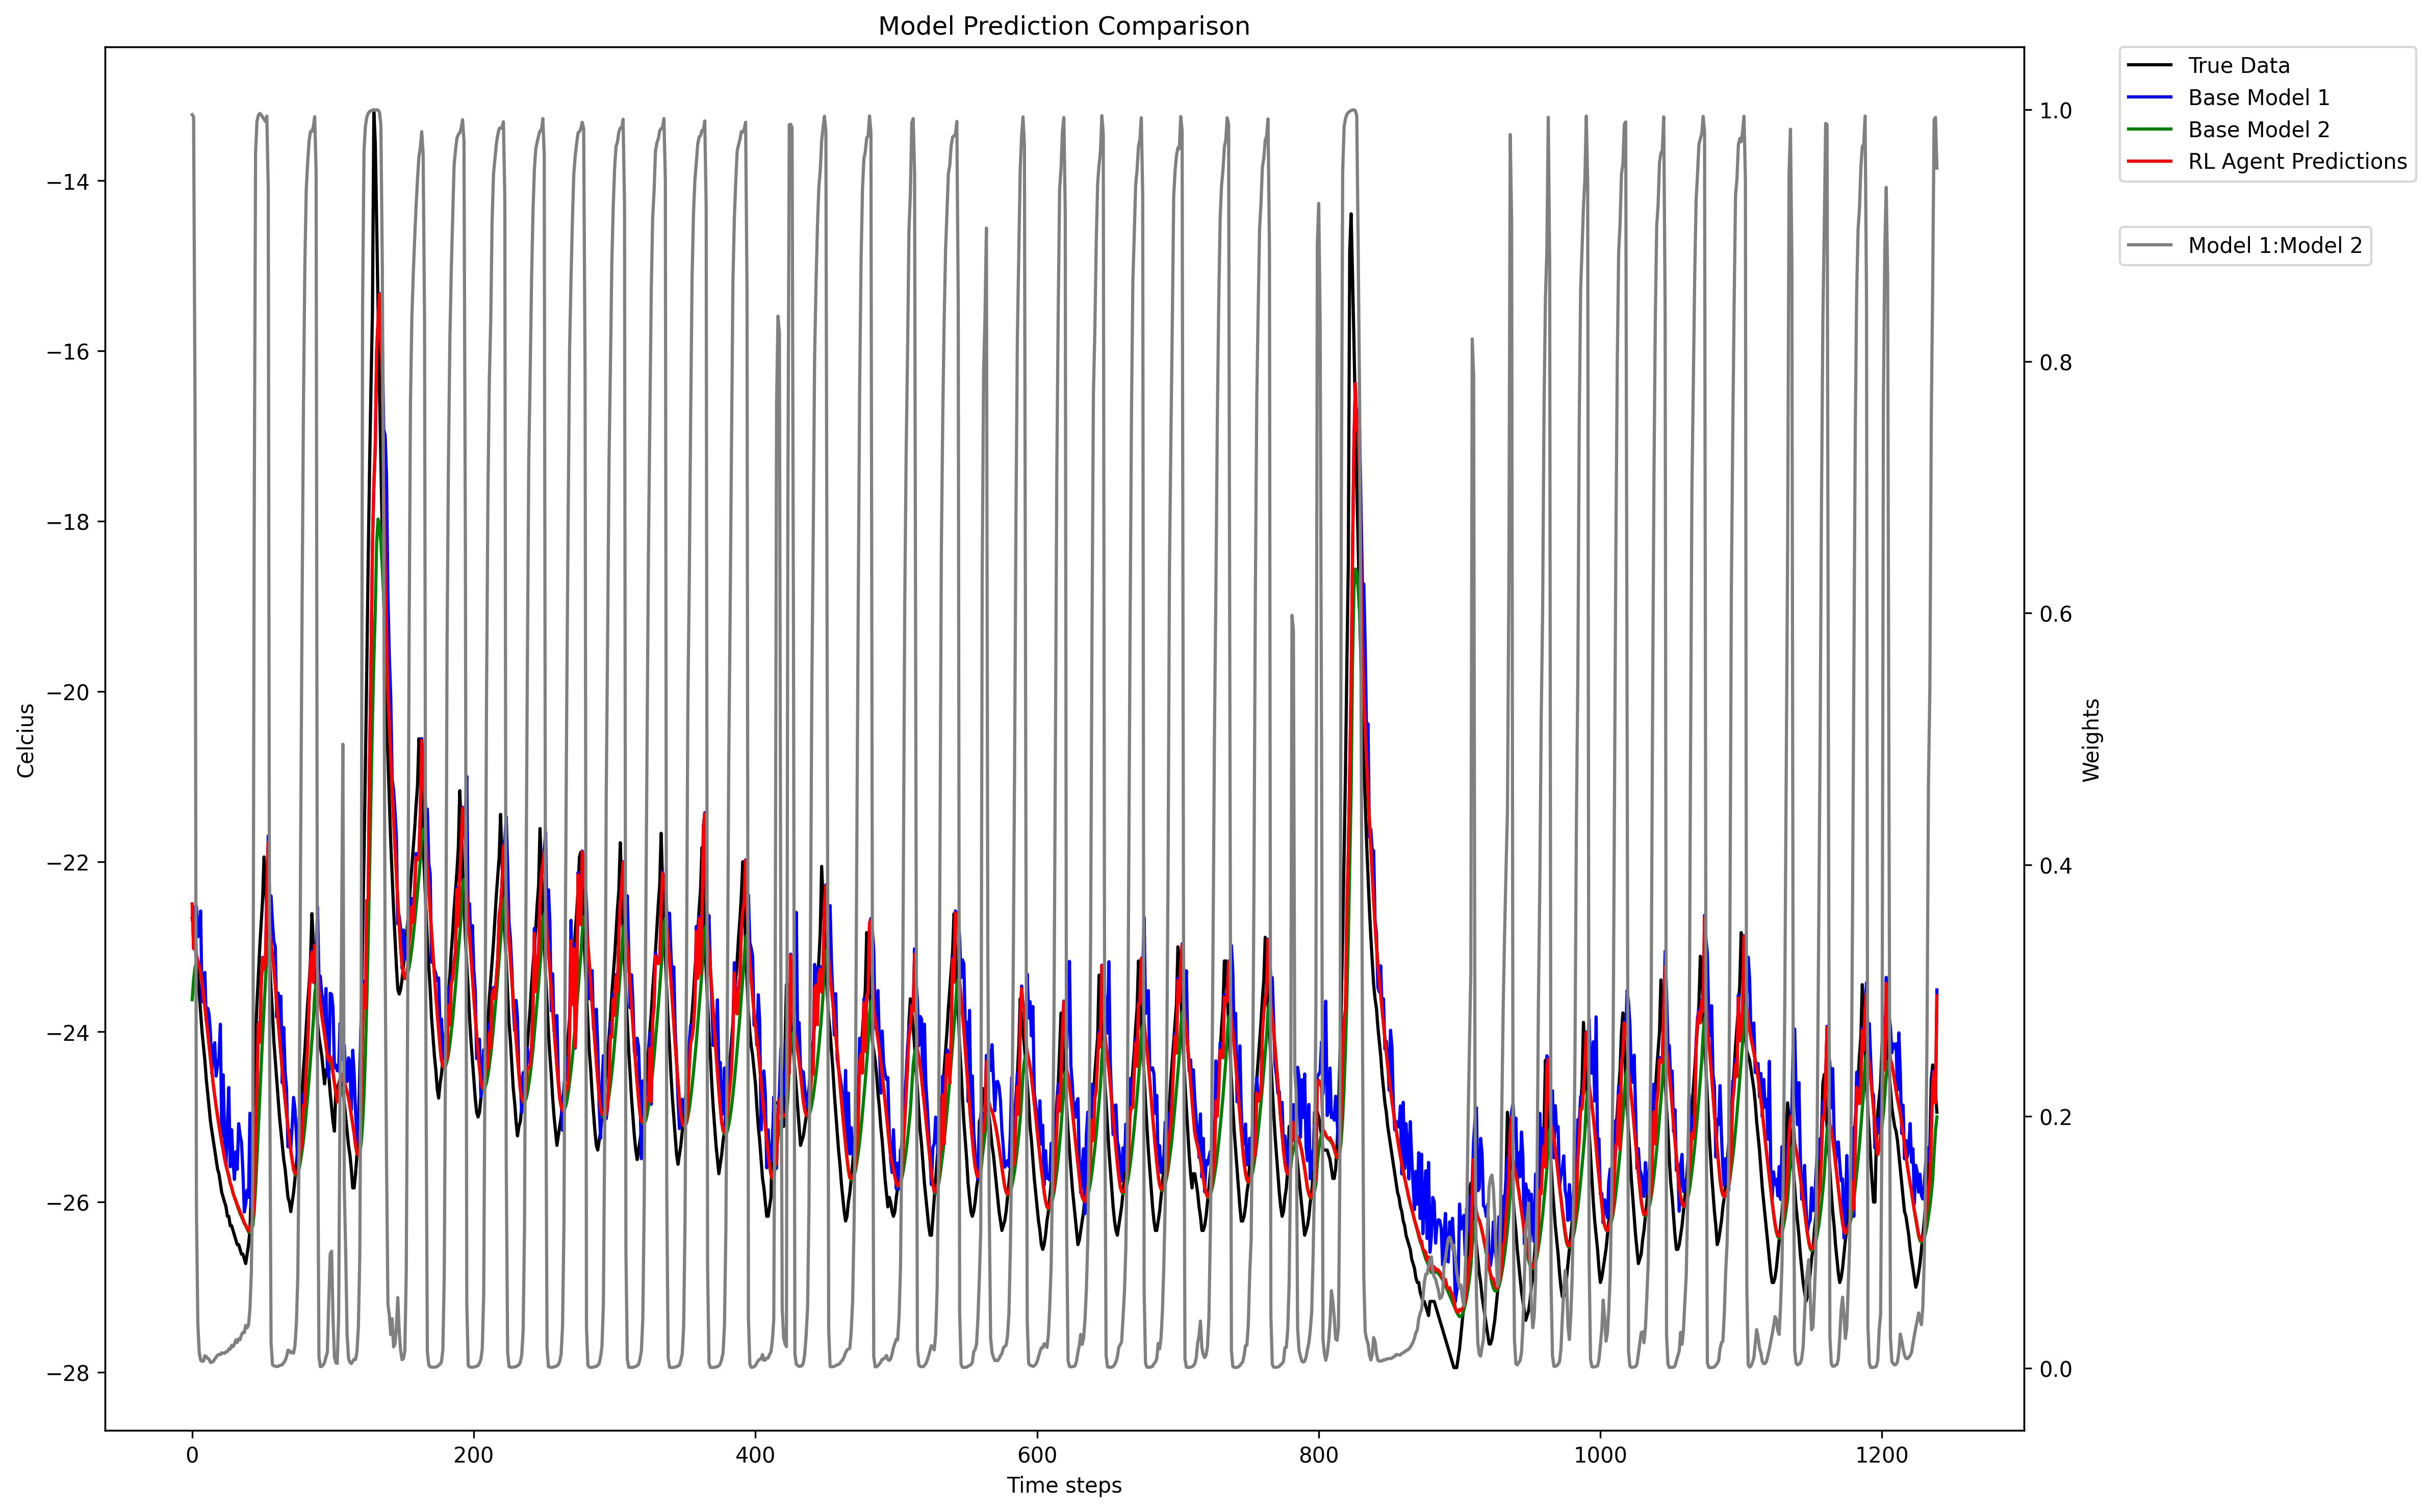 Model Prediction Comparison
True Data
Base Model 1
Base Model 2
RL Agent Predictions
Model 1:Model 2
Celcius
−14
−16
−18
−20
−22
−24
−26
−28
1.0
0.8
0.6
0.4
0.2
0.0
Weights
0 200 400 600 800 1000 1200
Time steps